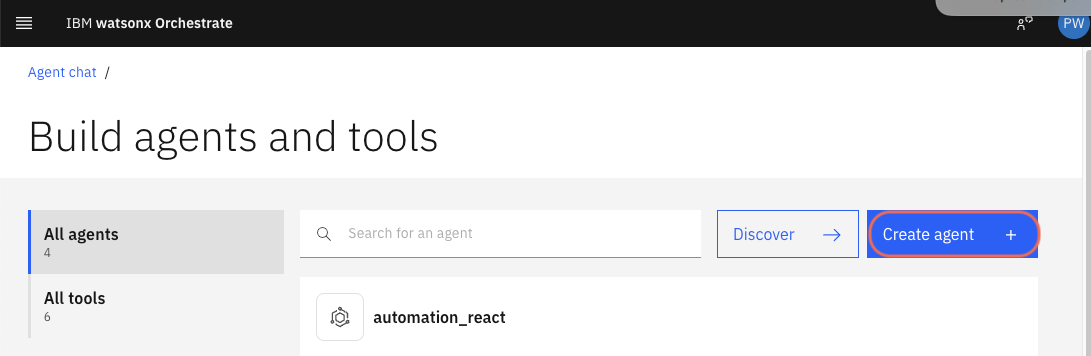 IBM watsonx Orchestrate
PW
Agent chat /
Build agents and tools
All agents
4
All tools
6
Search for an agent
Discover
Create agent +
automation_react